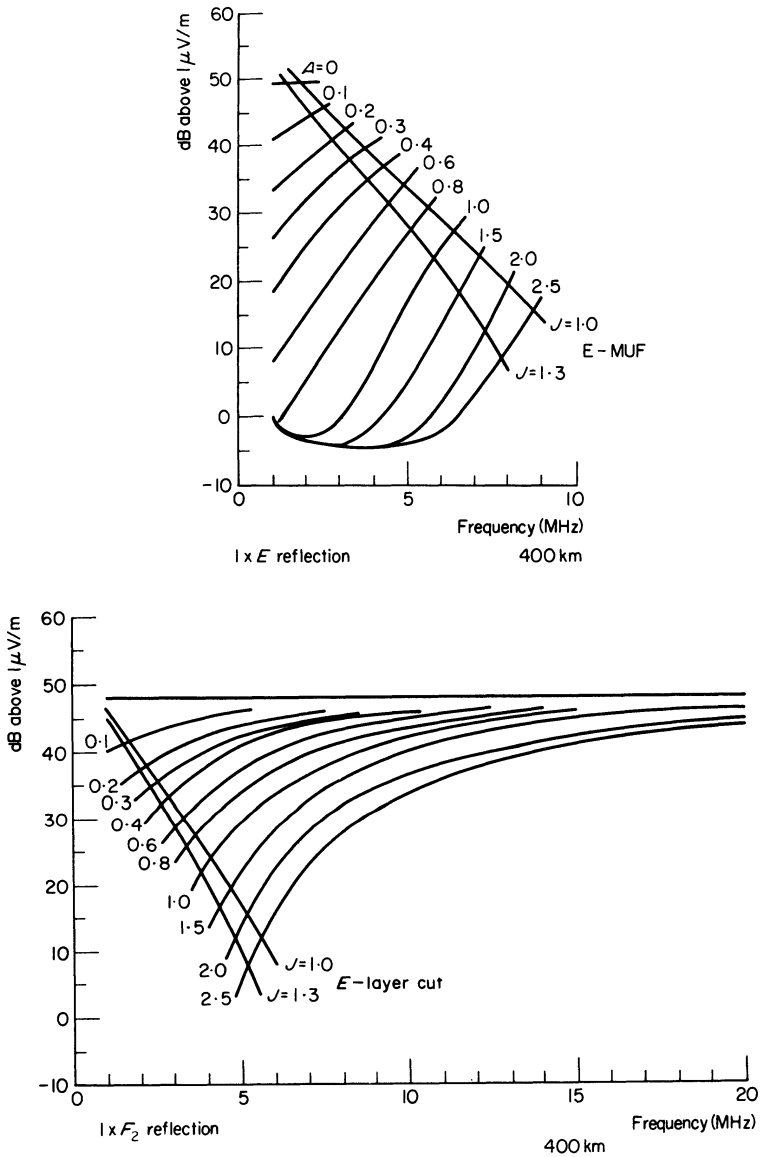 dB above 1μV/m
60
50
40
30
20
10
0
-10
A=0
0·1
0·2
0·3
0·4
0·6
0·8
1·0
1·5
2·0
2·5
J=1·0
E-MUF
J=1·3
0
5
10
Frequency (MHz)
1 x E reflection
400 km
dB above 1μV/m
60
50
40
30
20
10
0
-10
0·1
0·2
0·3
0·4
0·6
0·8
1·0
1·5
2·0
2·5
J=1·0
E-layer cut
J=1·3
0
5
10
15
20
Frequency (MHz)
1 x F₂ reflection
400 km